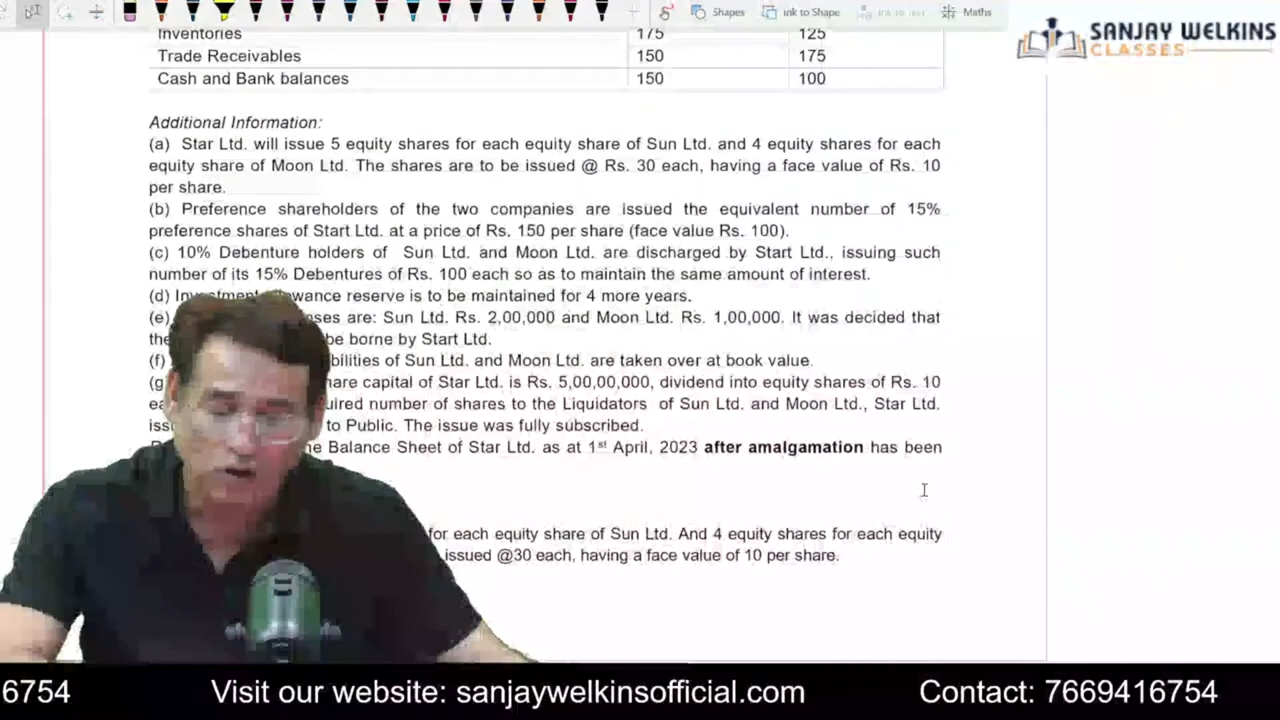 Shapes
Ink to Shape
Ink to Text
Maths
SANJAY WELKINS
CLASSES
Inventories 175 125
Trade Receivables 150 175
Cash and Bank balances 150 100
Additional Information:
(a) Star Ltd. will issue 5 equity shares for each equity share of Sun Ltd. and 4 equity shares for each
equity share of Moon Ltd. The shares are to be issued @ Rs. 30 each, having a face value of Rs. 10
per share.
(b) Preference shareholders of the two companies are issued the equivalent number of 15%
preference shares of Start Ltd. at a price of Rs. 150 per share (face value Rs. 100).
(c) 10% Debenture holders of Sun Ltd. and Moon Ltd. are discharged by Start Ltd., issuing such
number of its 15% Debentures of Rs. 100 each so as to maintain the same amount of interest.
(d) Investment allowance reserve is to be maintained for 4 more years.
(e) are: Sun Ltd. Rs. 2,00,000 and Moon Ltd. Rs. 1,00,000. It was decided that
be borne by Start Ltd.
(f) of Sun Ltd. and Moon Ltd. are taken over at book value.
capital of Star Ltd. is Rs. 5,00,00,000, dividend into equity shares of Rs. 10
number of shares to the Liquidators of Sun Ltd. and Moon Ltd., Star Ltd.
to Public. The issue was fully subscribed.
Balance Sheet of Star Ltd. as at 1st April, 2023 after amalgamation has been
for each equity share of Sun Ltd. And 4 equity shares for each equity
issued @30 each, having a face value of 10 per share.
6754 Visit our website: sanjaywelkinsofficial.com Contact: 7669416754